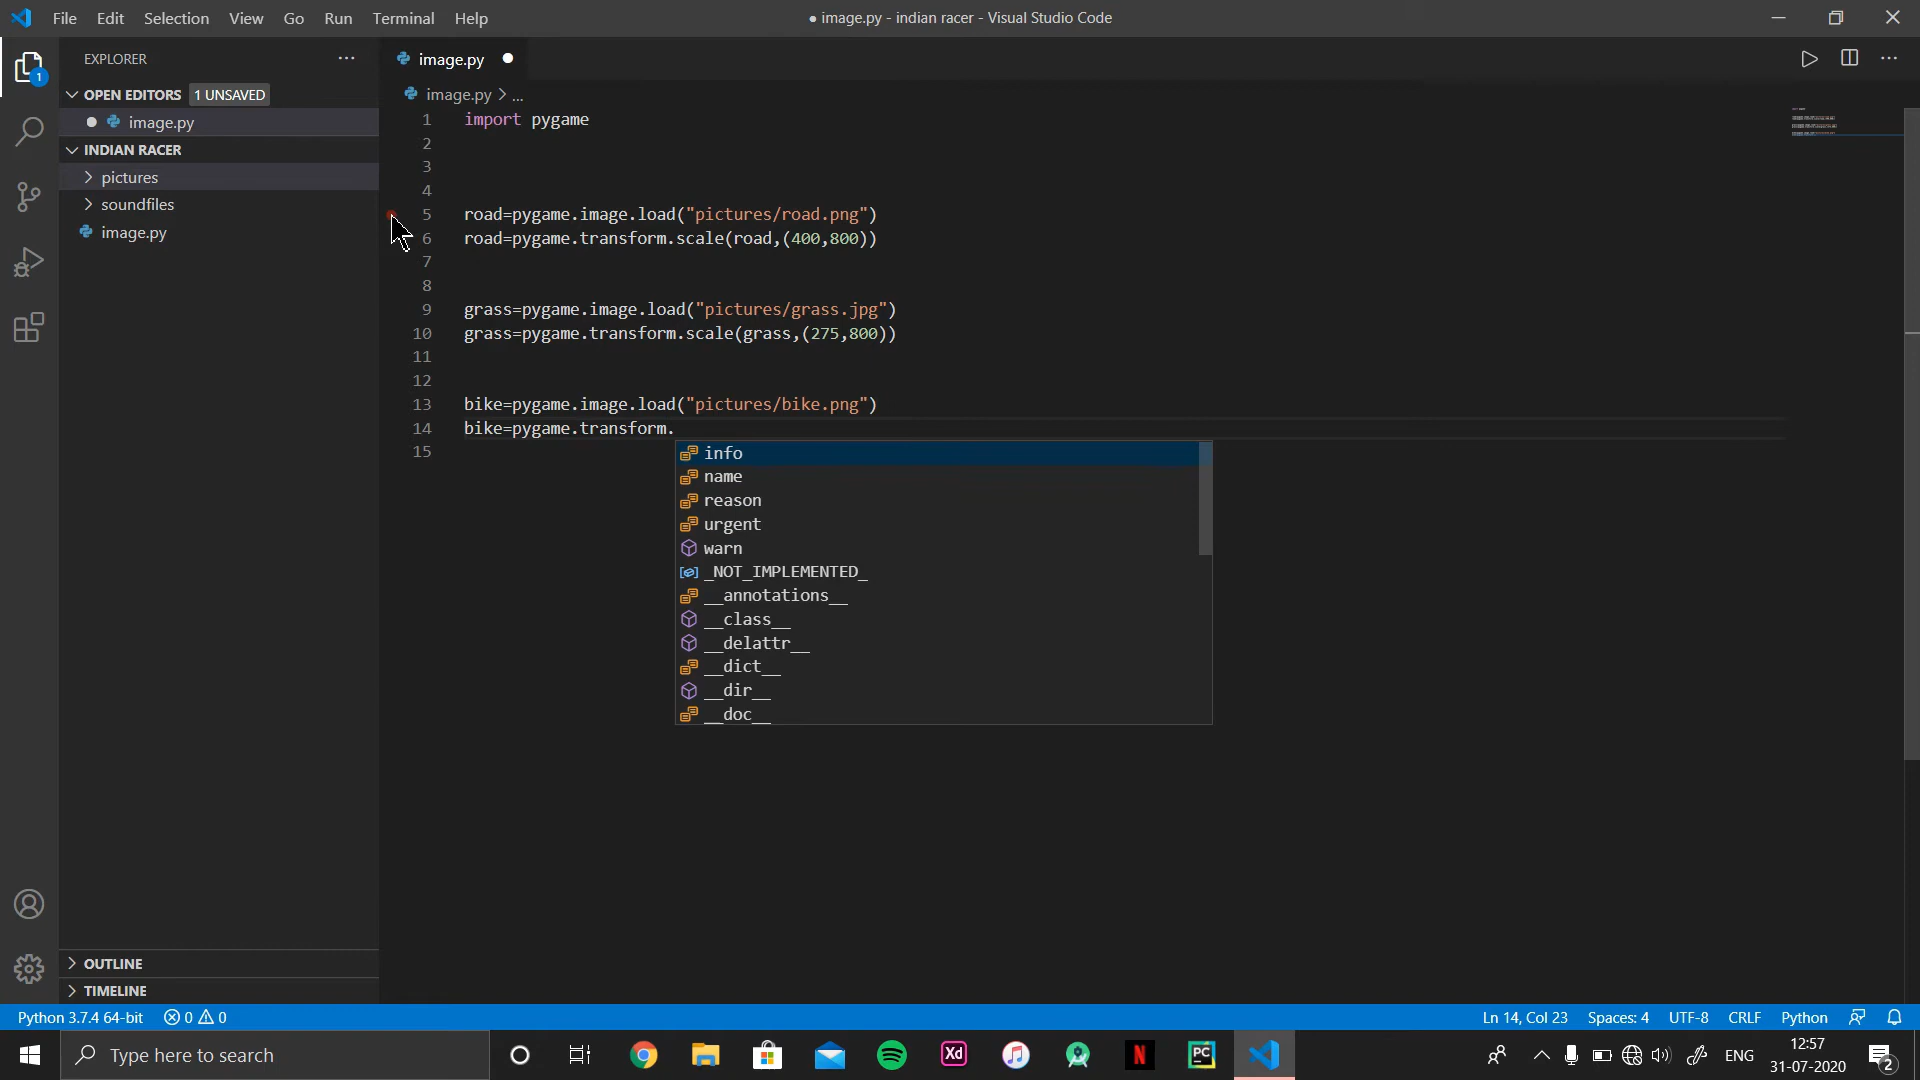 File Edit Selection View Go Run Terminal Help
● image.py - indian racer - Visual Studio Code
EXPLORER
OPEN EDITORS 1 UNSAVED
image.py
INDIAN RACER
pictures
soundfiles
image.py
OUTLINE
TIMELINE
1
image.py
image.py > ...
1 import pygame
2
3
4
5 road=pygame.image.load("pictures/road.png")
6 road=pygame.transform.scale(road,(400,800))
7
8
9 grass=pygame.image.load("pictures/grass.jpg")
10 grass=pygame.transform.scale(grass,(275,800))
11
12
13 bike=pygame.image.load("pictures/bike.png")
14 bike=pygame.transform.
15
info
name
reason
urgent
warn
_NOT_IMPLEMENTED_
__annotations__
__class__
__delattr__
__dict__
__dir__
__doc__
Python 3.7.4 64-bit 0 0 Ln 14, Col 23 Spaces: 4 UTF-8 CRLF Python
Type here to search
Xd
N
PC
ENG
12:57
31-07-2020
2